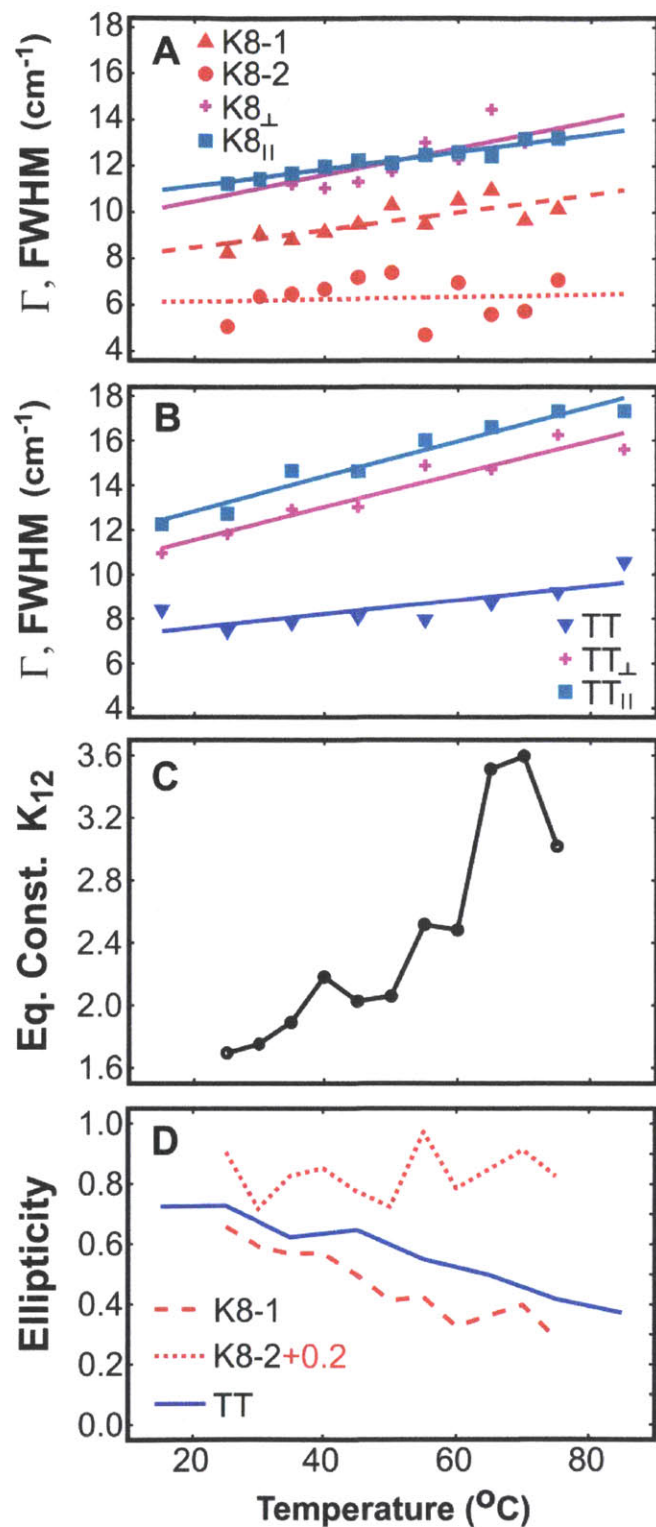 A
K8-1
K8-2
K8⊥
K8||
Γ, FWHM (cm⁻¹)
18
16
14
12
10
8
6
4
B
TT
TT⊥
TT||
Γ, FWHM (cm⁻¹)
18
16
14
12
10
8
6
4
C
Eq. Const. K₁₂
3.6
3.2
2.8
2.4
2.0
1.6
D
K8-1
K8-2+0.2
TT
Ellipticity
1.0
0.8
0.6
0.4
0.2
0.0
20 40 60 80
Temperature (°C)